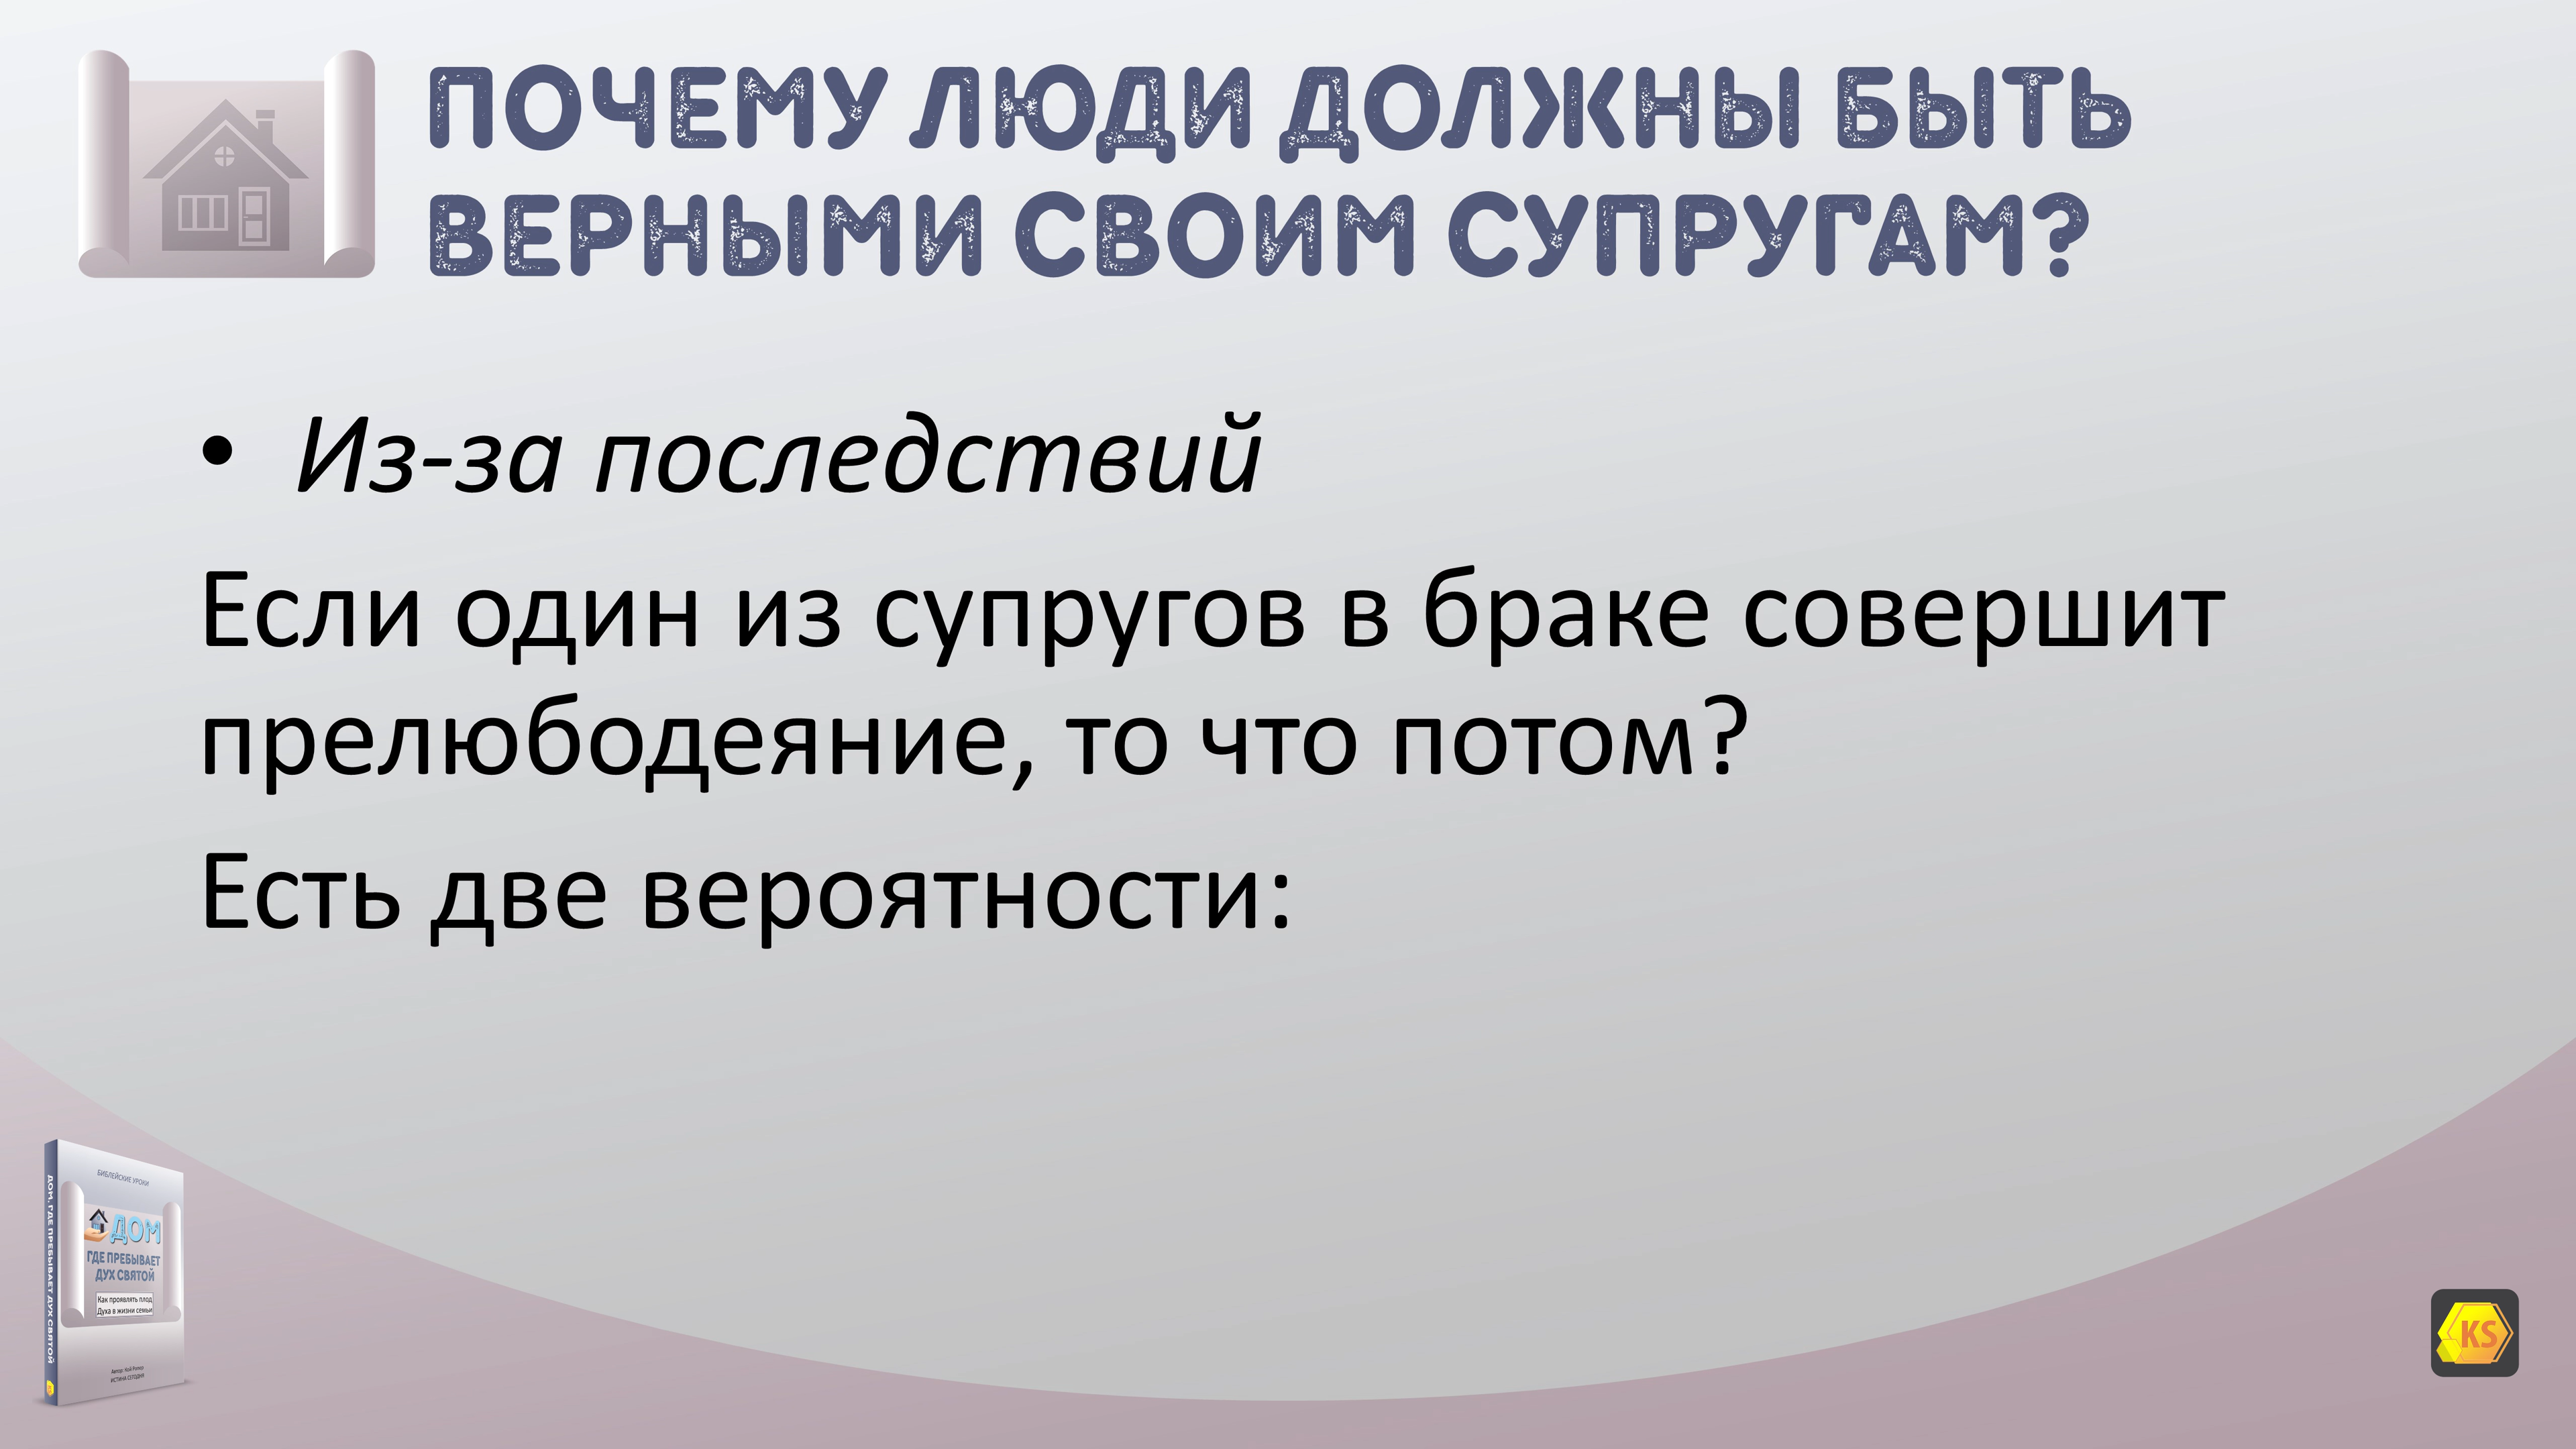 ПОЧЕМУ ЛЮДИ ДОЛЖНЫ БЫТЬ
ВЕРНЫМИ СВОИМ СУПРУГАМ?
• Из-за последствий
Если один из супругов в браке совершит
прелюбодеяние, то что потом?
Есть две вероятности:
БИБЛЕЙСКИЕ УРОКИ
ДОМ
ГДЕ ПРЕБЫВАЕТ
ДУХ СВЯТОЙ
Как проявлять плод
Духа в жизни семьи
ИСТИНА СЕГОДНЯ
ДОМ, ГДЕ ПРЕБЫВАЕТ ДУХ СВЯТОЙ
KS